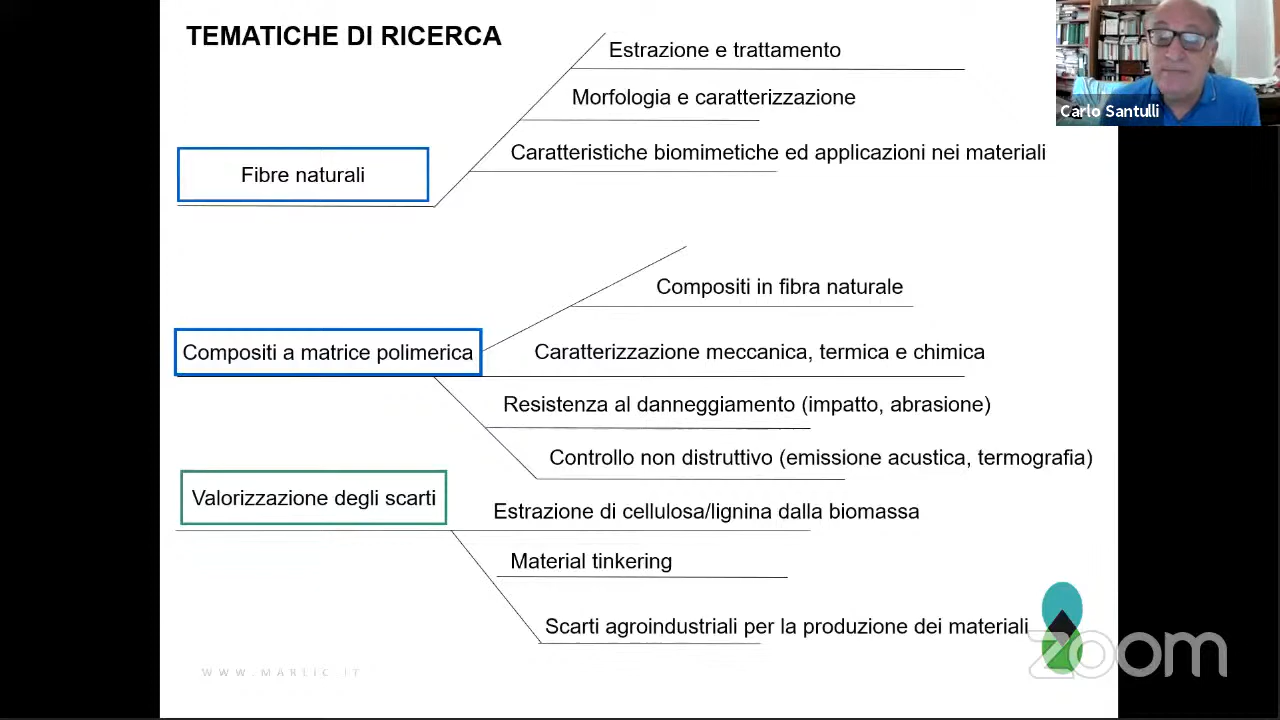 TEMATICHE DI RICERCA
Estrazione e trattamento
Morfologia e caratterizzazione
Caratteristiche biomimetiche ed applicazioni nei materiali
Fibre naturali
Carlo Santulli
Compositi in fibra naturale
Compositi a matrice polimerica
Caratterizzazione meccanica, termica e chimica
Resistenza al danneggiamento (impatto, abrasione)
Controllo non distruttivo (emissione acustica, termografia)
Valorizzazione degli scarti
Estrazione di cellulosa/lignina dalla biomassa
Material tinkering
Scarti agroindustriali per la produzione dei materiali
WWW.MARLIC.IT
zoom